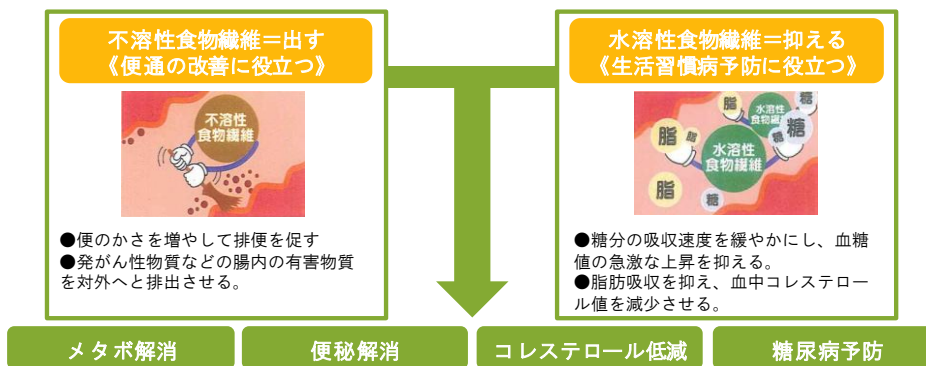 不溶性食物繊維＝出す
《便通の改善に役立つ》
不溶性
食物繊維
●便のかさを増やして排便を促す
●発がん性物質などの腸内の有害物質
を対外へと排出させる。
水溶性食物繊維＝抑える
《生活習慣病予防に役立つ》
脂
糖
水溶性
食物繊維
脂
脂
糖
糖
水溶性
食物繊維
脂
糖
●糖分の吸収速度を緩やかにし、血糖
値の急激な上昇を抑える。
●脂肪吸収を抑え、血中コレステロー
ル値を減少させる。
メタボ解消
便秘解消
コレステロール低減
糖尿病予防